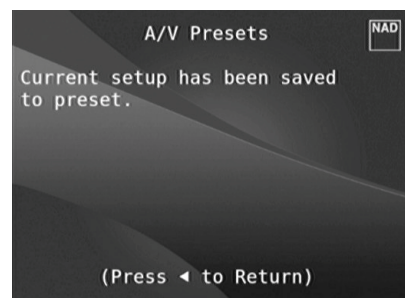 A/V Presets
NAD
Current setup has been saved
to preset.
(Press ◄ to Return)